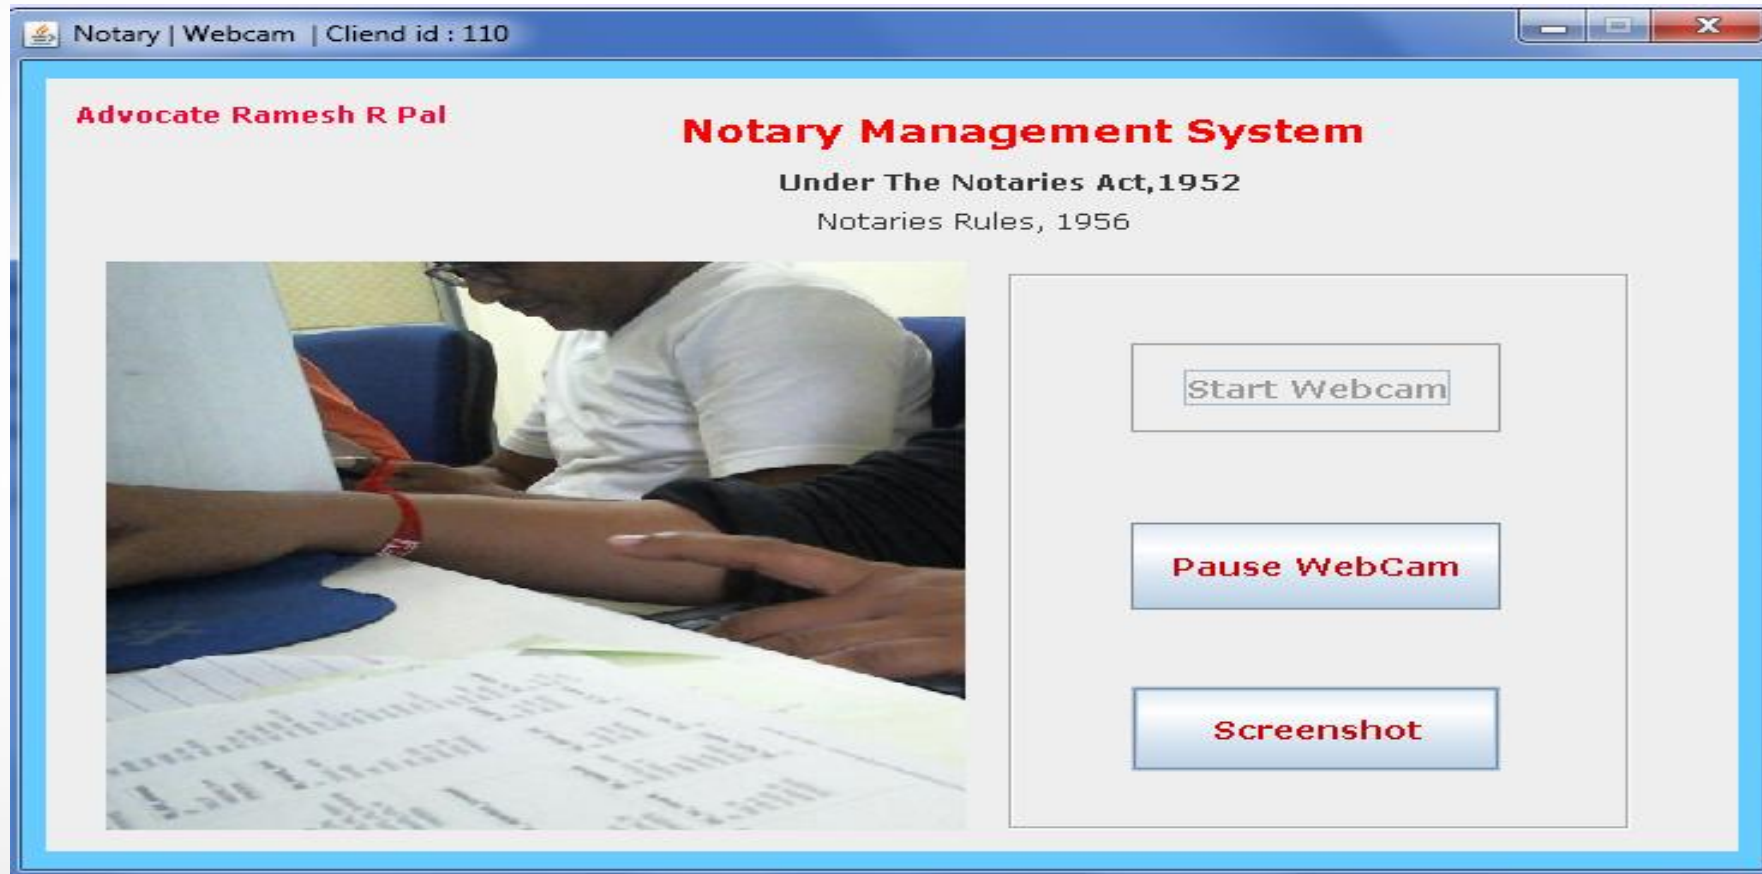 Notary | Webcam | Cliend id : 110
Advocate Ramesh R Pal
Notary Management System
Under The Notaries Act,1952
Notaries Rules, 1956
Start Webcam
Pause WebCam
Screenshot